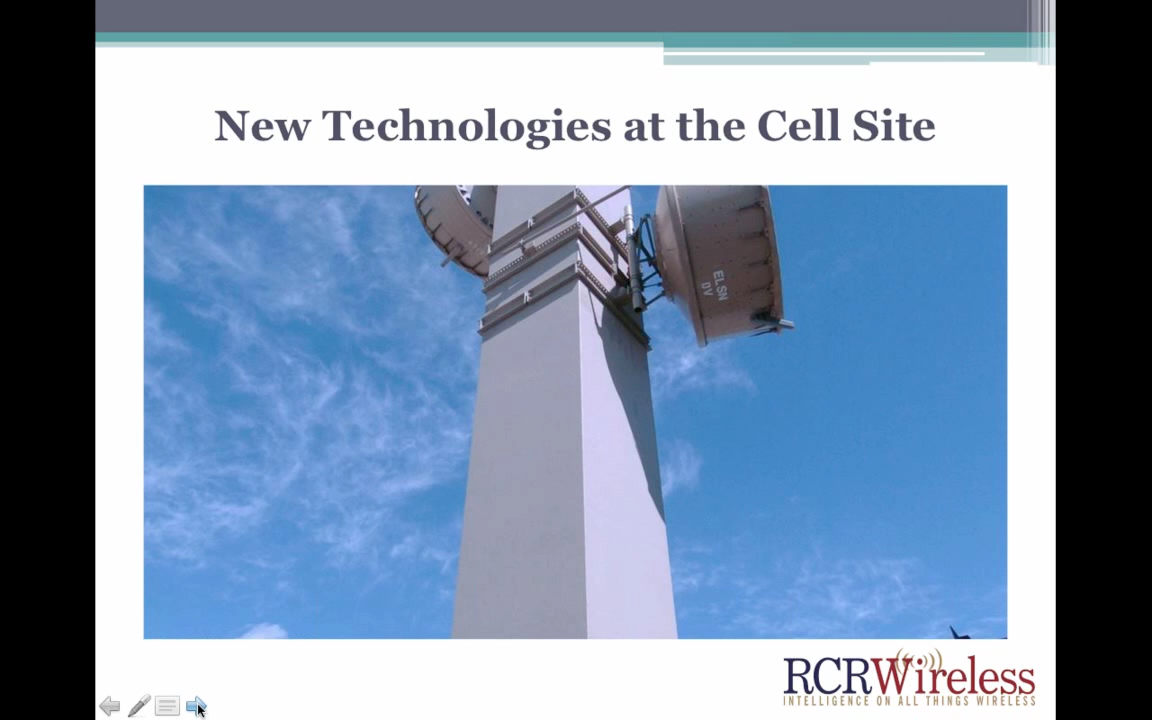 New Technologies at the Cell Site
ELSN
DV
RCRWireless
INTELLIGENCE ON ALL THINGS WIRELESS